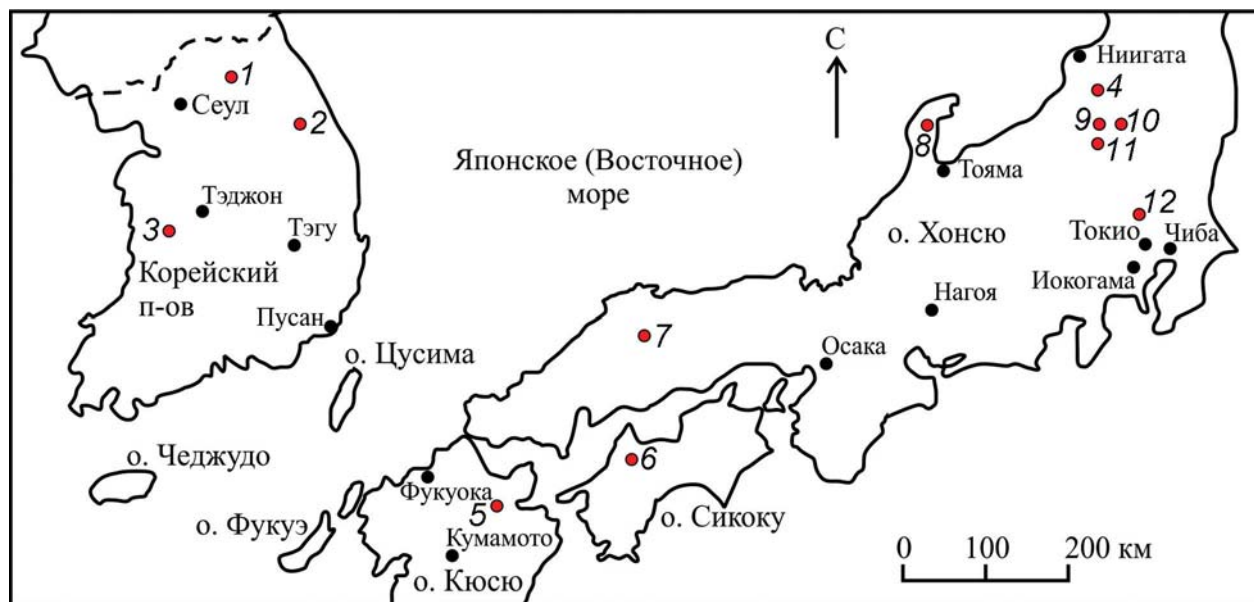 С
Ниигата
1
4
Сеул
2
9
10
8
11
Японское (Восточное)
море
Тояма
Тэджон
12
3
Тэгу
о. Хонсю
Токио
Чиба
Корейский
п-ов
Иокогама
Нагоя
Пусан
7
о. Цусима
Осака
о. Чеджудо
6
Фукуока
5
о. Фукуэ
о. Сикоку
Кумамото
0
100
200 км
о. Кюсю